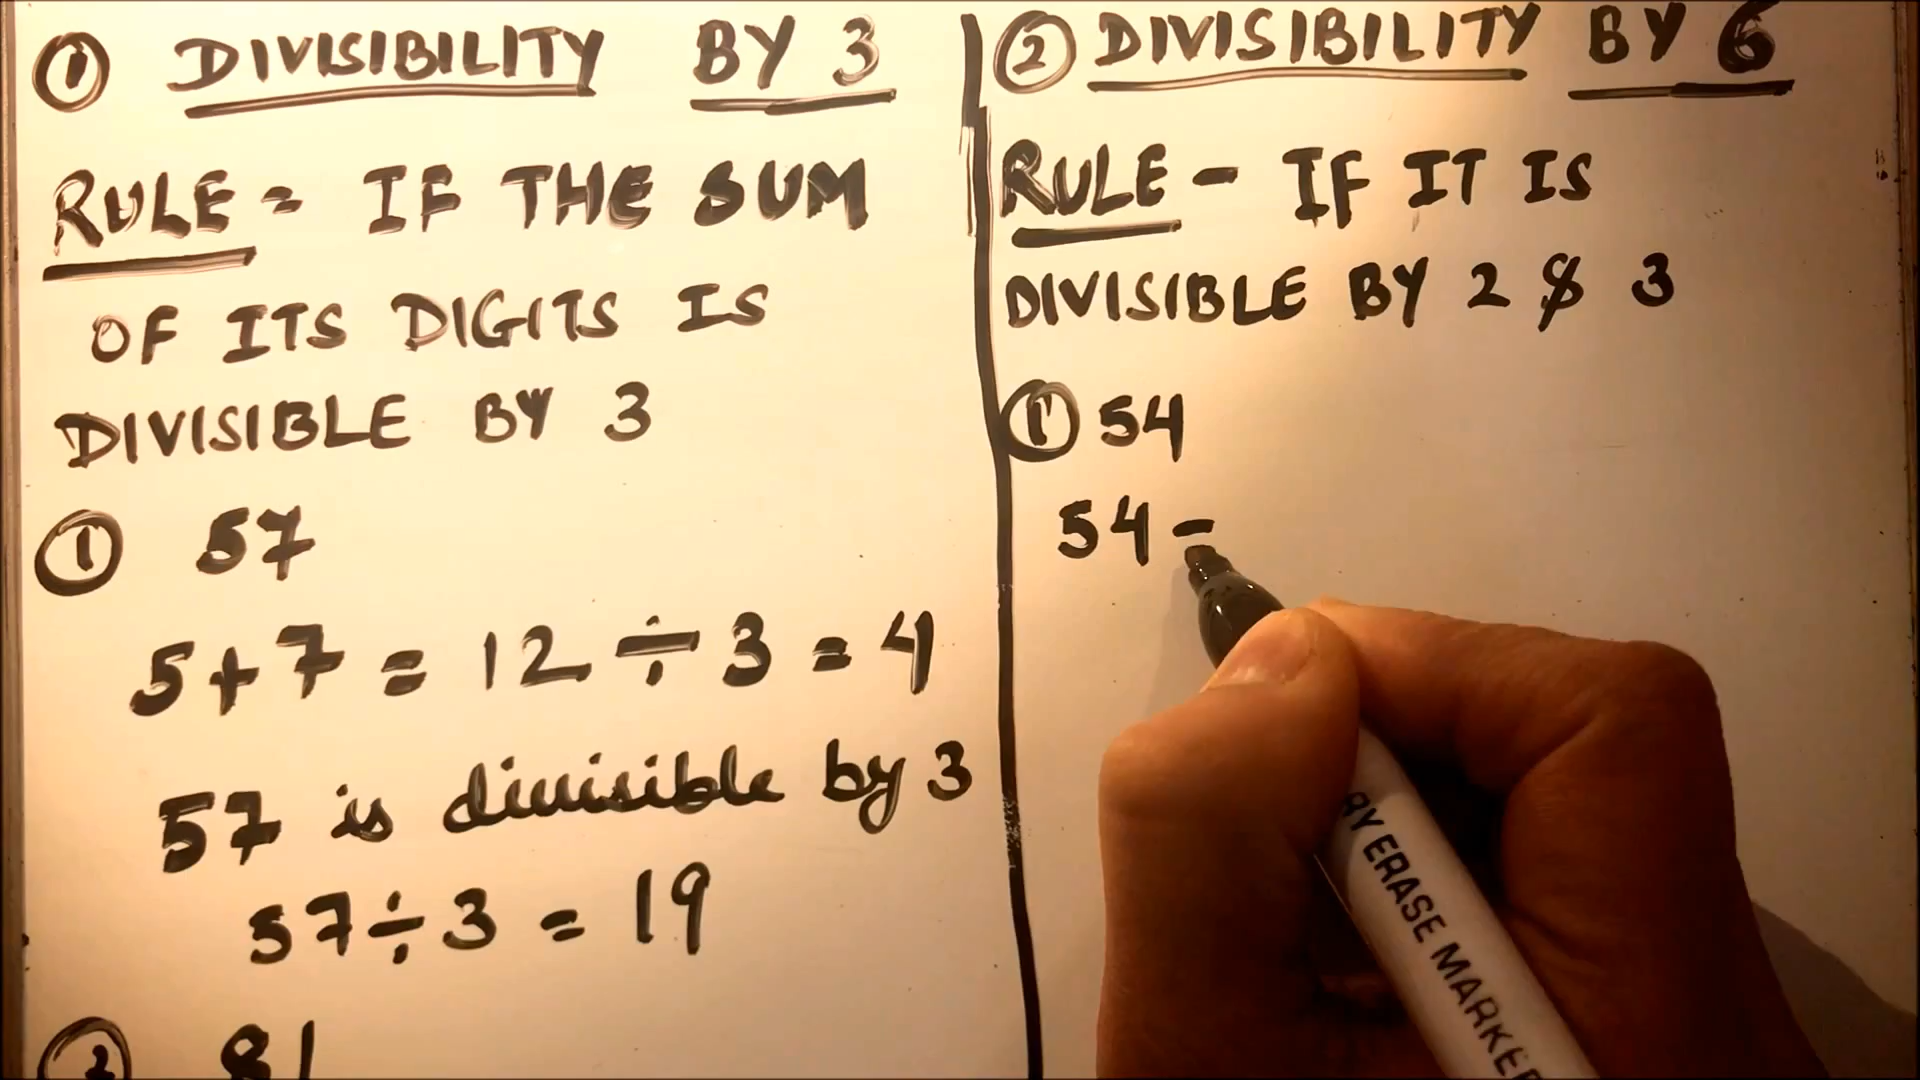 ① DIVISIBILITY BY 3
RULE = IF THE SUM
OF ITS DIGITS IS
DIVISIBLE BY 3
① 57
5+7 = 12 ÷ 3 = 4
57 is divisible by 3
57÷3 = 19
② 81
② DIVISIBILITY BY 6
RULE - IF IT IS
DIVISIBLE BY 2 & 3
① 54
54 -
RY ERASE MARKER